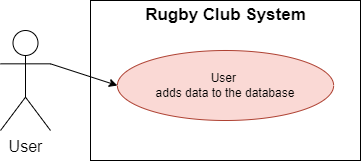 Rugby Club System
User
adds data to the database
User